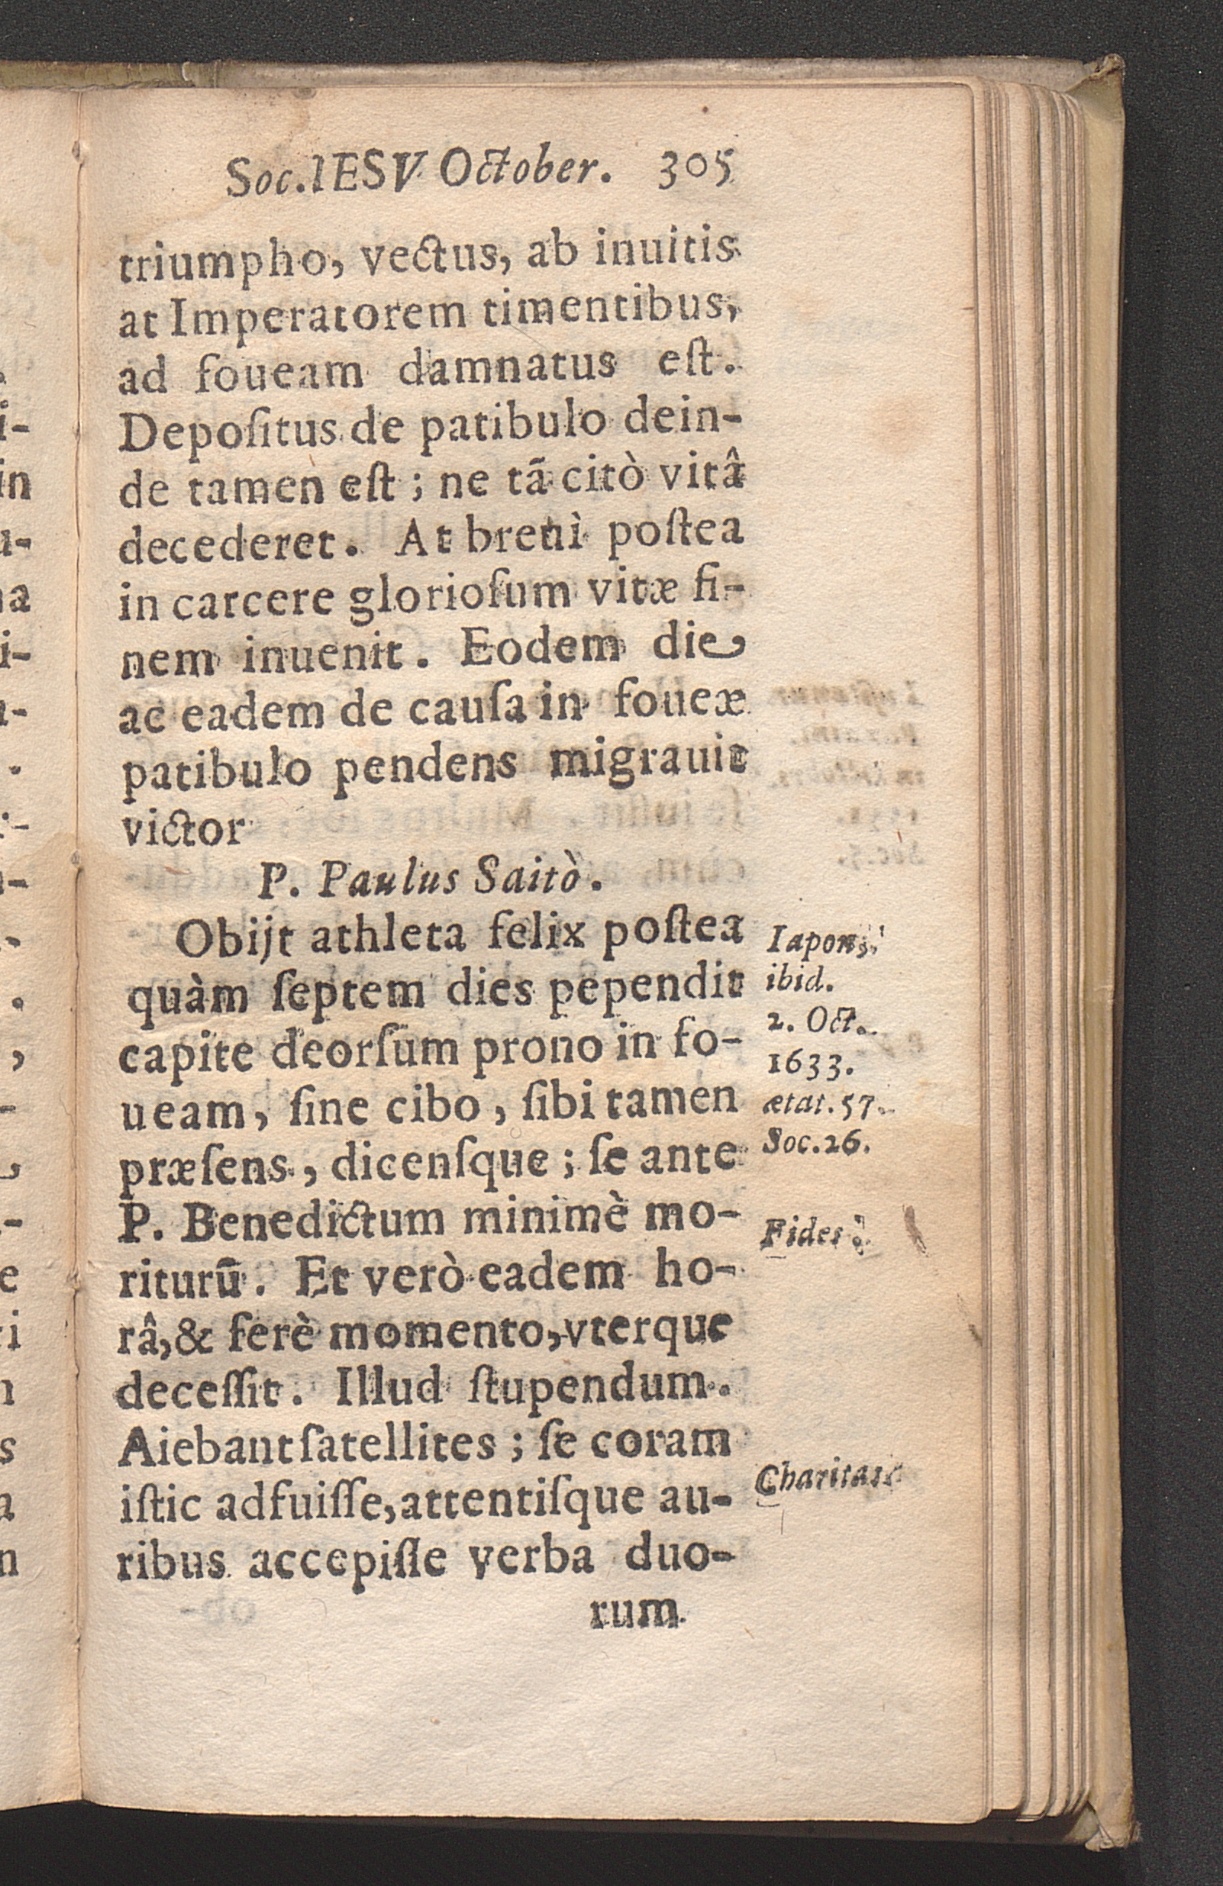 Soc. IESV October. 305
triumpho, vectus, ab inuitis
at Imperatorem timentibus,
ad foueam damnatus eſt.
Depoſitus de patibulo dein-
de tamen eſt; ne tã citò vitâ
decederet. At breui poſtea
in carcere glorioſum vitæ fi-
nem inuenit. Eodem die
ac eadem de cauſa in foueæ
patibulo pendens migrauit
victor
P. Paulus Saitò.
Obijt athleta felix poſtea
quàm ſeptem dies pependit
capite deorſum prono in fo-
ueam, ſine cibo, ſibi tamen
præſens, dicenſque; ſe ante
P. Benedictum minimè mo-
riturũ. Et verò eadem ho-
râ, & ferè momento, vterque
deceſſit. Illud ſtupendum.
Aiebant ſatellites; ſe coram
iſtic adfuiſſe, attentiſque au-
ribus accepiſſe verba duo-
rum
Iapon.
ibid.
2. Oct.
1633.
ætat. 57.
Soc. 26.
Fides.
Charitas